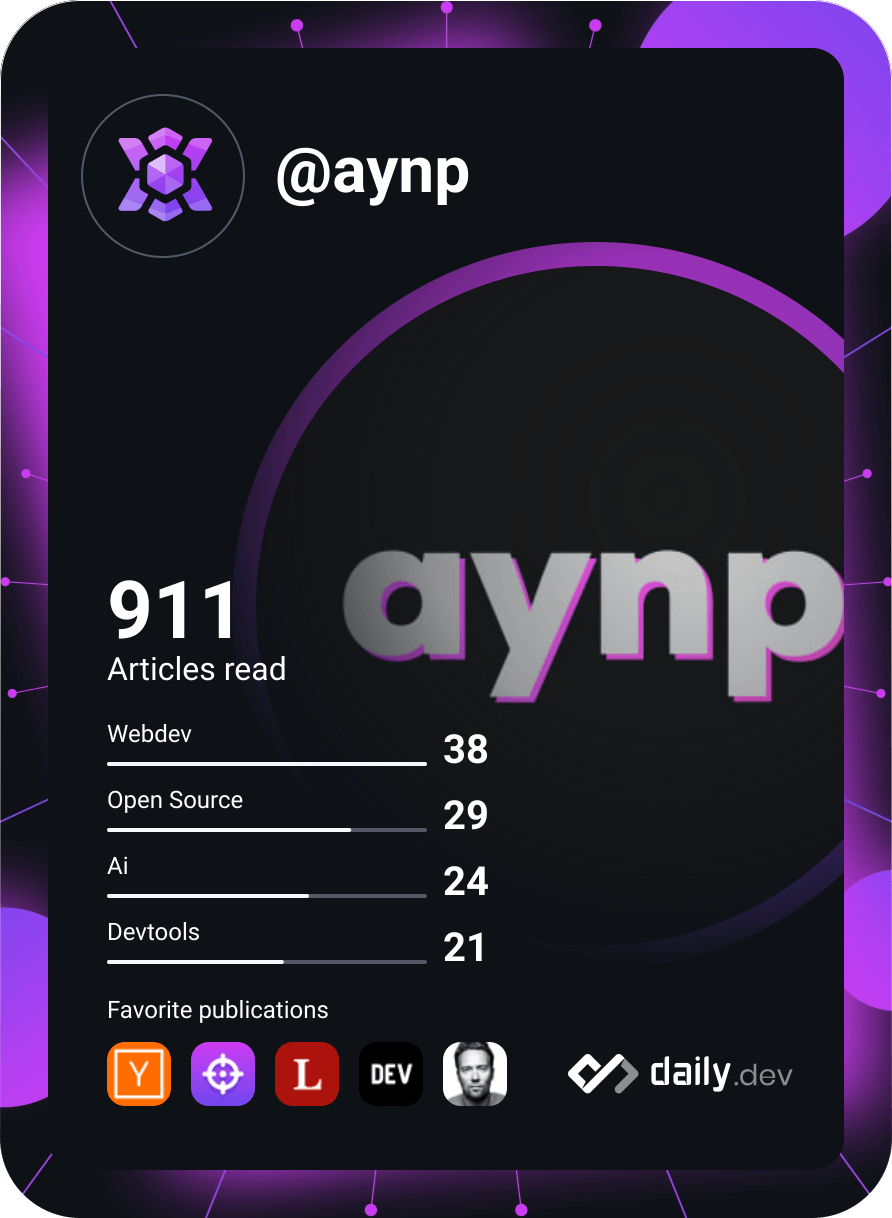 @aynp
aynp
911
Articles read
Webdev
38
Open Source
29
Ai
24
Devtools
21
Favorite publications
Y
L
DEV
daily.dev